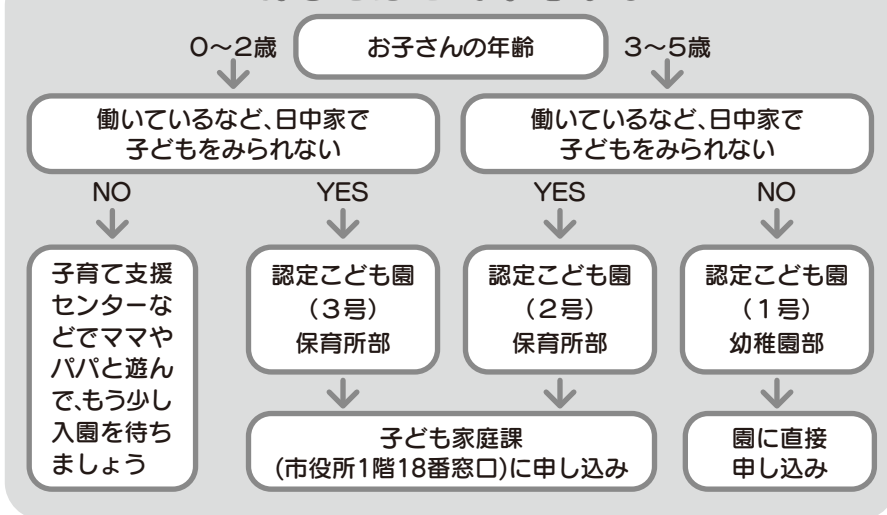 0～2歳
お子さんの年齢
3～5歳
働いているなど、日中家で
子どもをみられない
働いているなど、日中家で
子どもをみられない
NO
YES
YES
NO
子育て支援
センターな
どでママや
パパと遊ん
で、もう少し
入園を待ち
ましょう
認定こども園
（3号）
保育所部
認定こども園
（2号）
保育所部
認定こども園
（1号）
幼稚園部
子ども家庭課
(市役所1階18番窓口)に申し込み
園に直接
申し込み